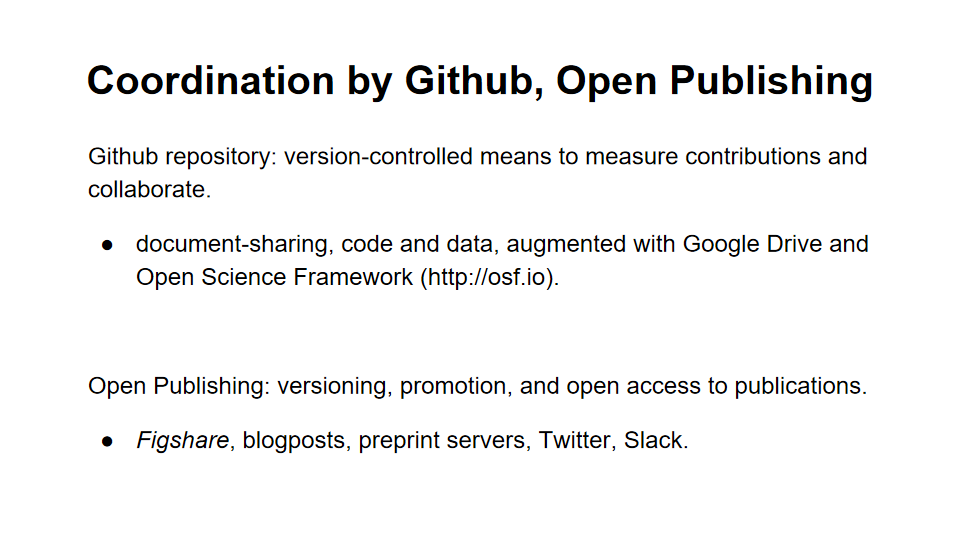 Coordination by Github, Open Publishing
Github repository: version-controlled means to measure contributions and
collaborate.
● document-sharing, code and data, augmented with Google Drive and
Open Science Framework (http://osf.io).
Open Publishing: versioning, promotion, and open access to publications.
● Figshare, blogposts, preprint servers, Twitter, Slack.